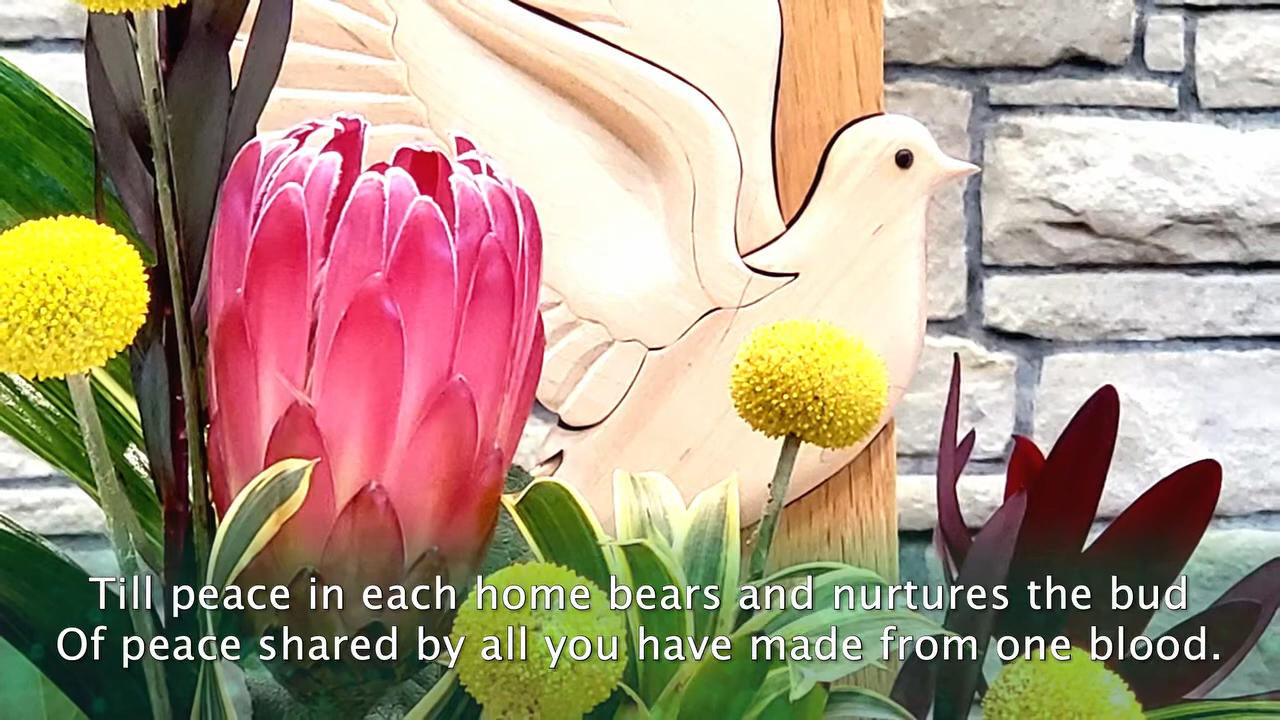 Till peace in each home bears and nurtures the bud
Of peace shared by all you have made from one blood.